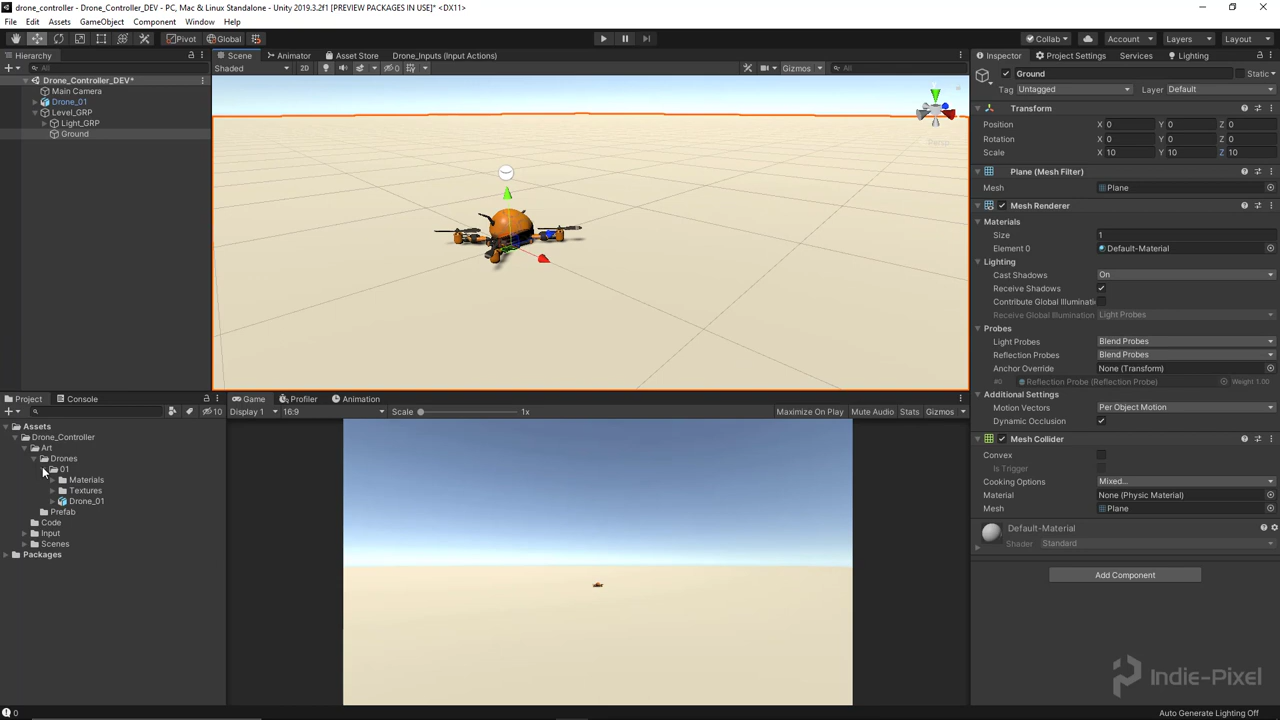 drone_controller - Drone_Controller_DEV - PC, Mac & Linux Standalone - Unity 2019.3.2f1 [PREVIEW PACKAGES IN USE]* <DX11>
File Edit Assets GameObject Component Window Help
Pivot Global Collab Account Layers Layout
Hierarchy Scene Animator Asset Store Drone_Inputs (Input Actions) Inspector Project Settings Services Lighting
All Shaded 2D 0 Gizmos All
Ground Static
Drone_Controller_DEV*
Main Camera
Drone_01
Level_GRP
Light_GRP
Ground
Tag Untagged Layer Default
Transform
Position X 0 Y 0 Z 0
Rotation X 0 Y 0 Z 0
Scale X 10 Y 10 Z 10
Persp
Plane (Mesh Filter)
Mesh Plane
Mesh Renderer
Materials
Size 1
Element 0 Default-Material
Lighting
Cast Shadows On
Receive Shadows
Contribute Global Illuminati
Receive Global Illumination Light Probes
Probes
Light Probes Blend Probes
Reflection Probes Blend Probes
Anchor Override None (Transform)
#0 Reflection Probe (Reflection Probe) Weight 1.00
Additional Settings
Motion Vectors Per Object Motion
Dynamic Occlusion
Mesh Collider
Convex
Is Trigger
Cooking Options Mixed...
Material None (Physic Material)
Mesh Plane
Default-Material
Shader Standard
Add Component
Project Console Game Profiler Animation
10 Display 1 16:9 Scale 1x Maximize On Play Mute Audio Stats Gizmos
Assets
Drone_Controller
Art
Drones
01
Materials
Textures
Drone_01
Prefab
Code
Input
Scenes
Packages
Indie-Pixel
0 Auto Generate Lighting Off